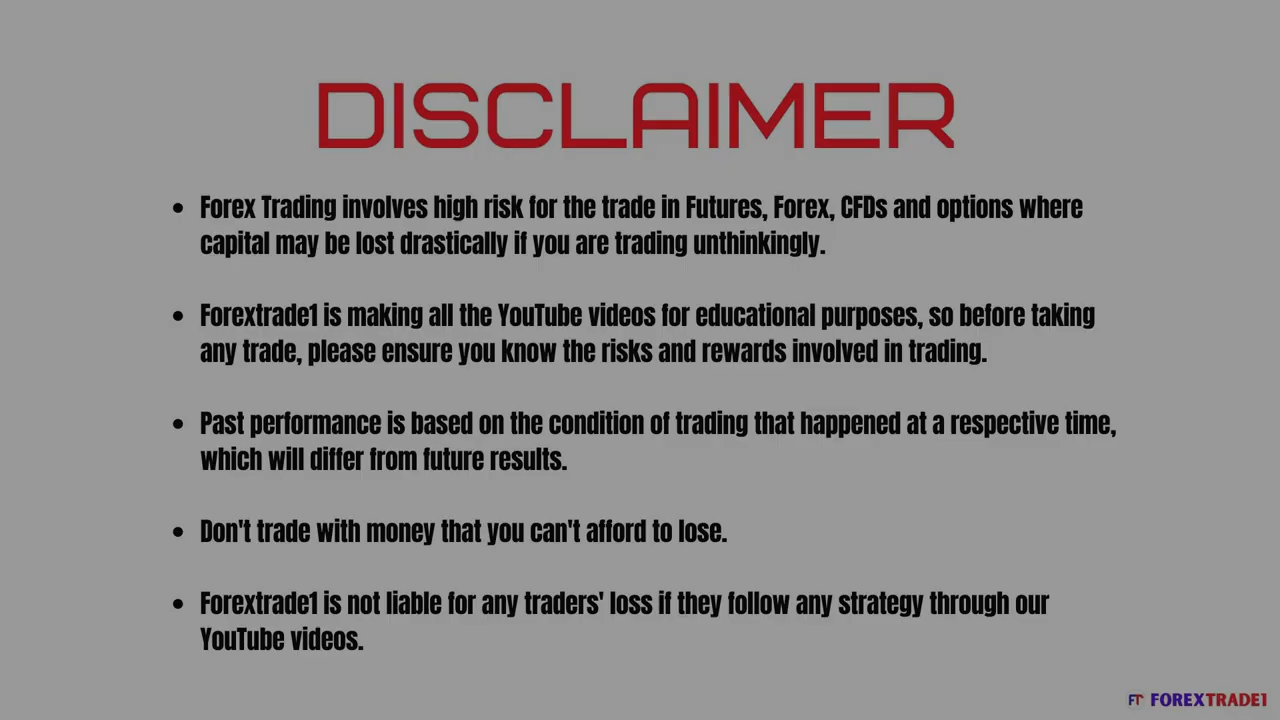 DISCLAIMER
• Forex Trading involves high risk for the trade in Futures, Forex, CFDs and options where
capital may be lost drastically if you are trading unthinkingly.
• Forextrade1 is making all the YouTube videos for educational purposes, so before taking
any trade, please ensure you know the risks and rewards involved in trading.
• Past performance is based on the condition of trading that happened at a respective time,
which will differ from future results.
• Don't trade with money that you can't afford to lose.
• Forextrade1 is not liable for any traders' loss if they follow any strategy through our
YouTube videos.
FT FOREXTRADE1